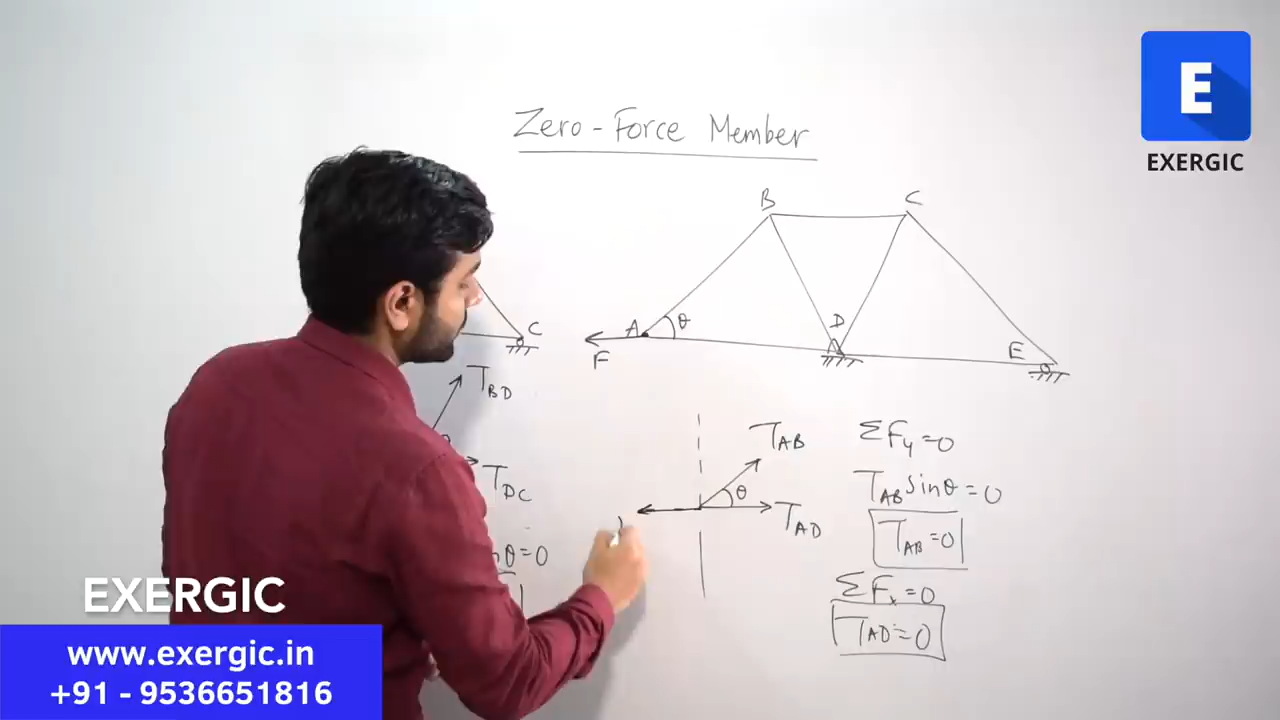 E
EXERGIC
Zero-Force Member
B
C
A
θ
D
E
F
C
T_BD
T_DC
nθ=0
T_AB
θ
T_AD
ΣF_y=0
T_AB sinθ=0
T_AB=0
ΣF_x=0
T_AD=0
EXERGIC
www.exergic.in
+91 - 9536651816